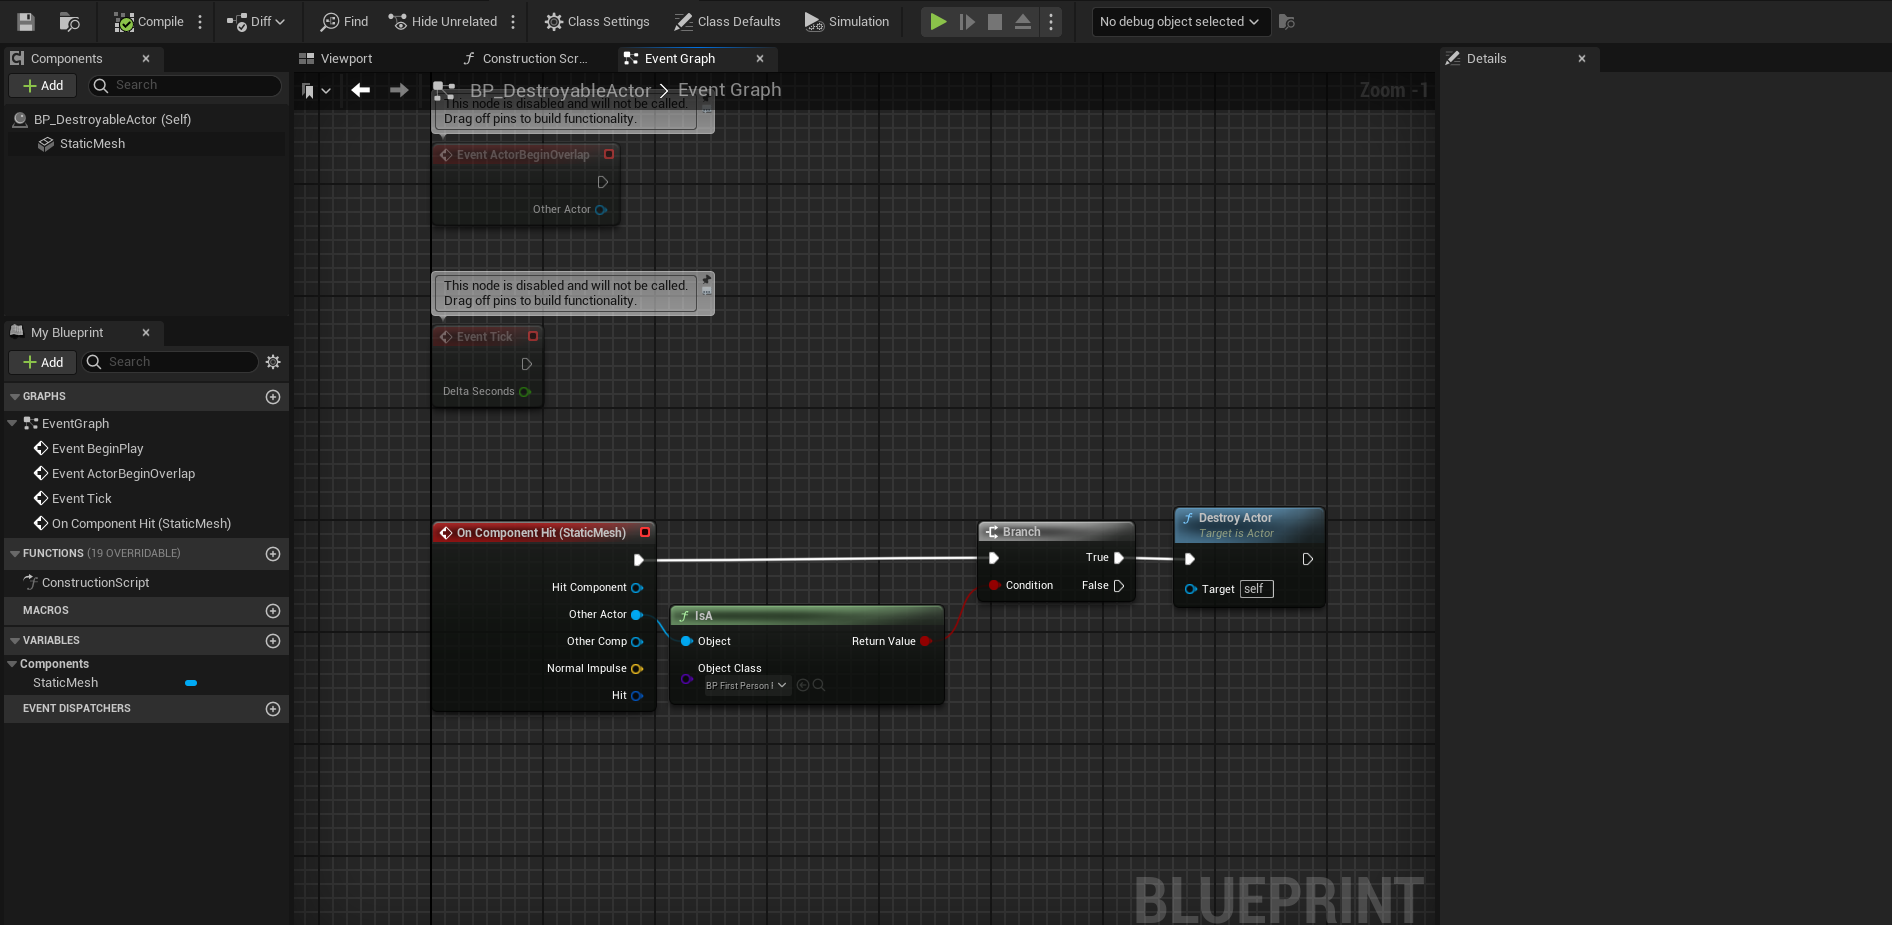 Compile
Diff
Find
Hide Unrelated
Class Settings
Class Defaults
Simulation
No debug object selected
Components
Add
Search
BP_DestroyableActor (Self)
StaticMesh
My Blueprint
Add
Search
GRAPHS
EventGraph
Event BeginPlay
Event ActorBeginOverlap
Event Tick
On Component Hit (StaticMesh)
FUNCTIONS (19 OVERRIDABLE)
ConstructionScript
MACROS
VARIABLES
Components
StaticMesh
EVENT DISPATCHERS
Viewport
Construction Scr...
Event Graph
BP_DestroyableActor > Event Graph
Zoom -1
This node is disabled and will not be called.
Drag off pins to build functionality.
Event ActorBeginOverlap
Other Actor
This node is disabled and will not be called.
Drag off pins to build functionality.
Event Tick
Delta Seconds
On Component Hit (StaticMesh)
Hit Component
Other Actor
Other Comp
Normal Impulse
Hit
IsA
Object
Return Value
Object Class
BP First Person
Branch
True
Condition
False
Destroy Actor
Target is Actor
Target self
BLUEPRINT
Details